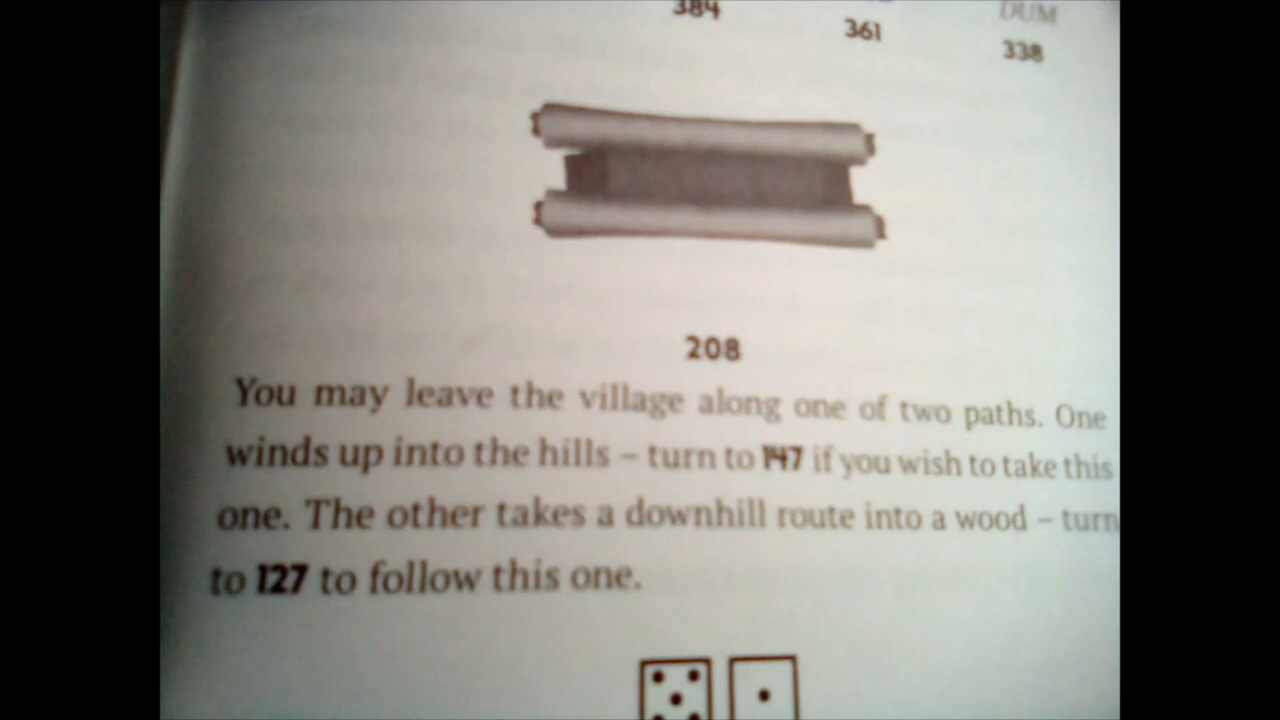 384
361
DUM
338
208
You may leave the village along one of two paths. One
winds up into the hills – turn to 147 if you wish to take this
one. The other takes a downhill route into a wood – turn
to 127 to follow this one.